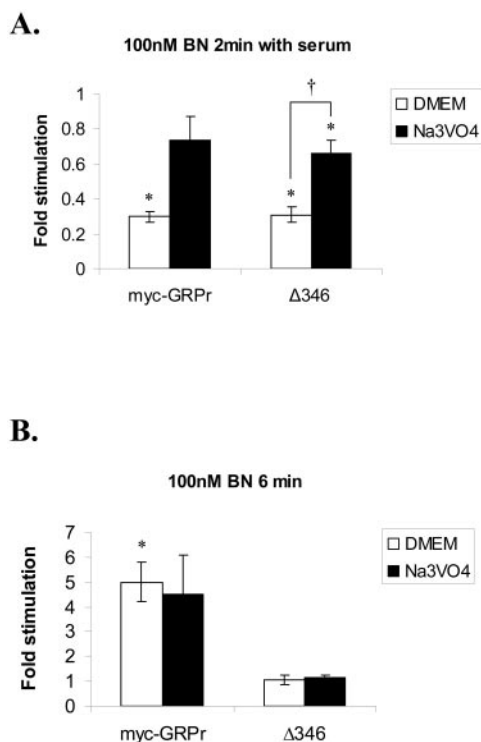 A.
100nM BN 2min with serum
†
1
0.8
0.6
0.4
0.2
0
Fold stimulation
*
*
*
DMEM
Na3VO4
myc-GRPr
Δ346
B.
100nM BN 6 min
7
6
5
4
3
2
1
0
Fold stimulation
*
DMEM
Na3VO4
myc-GRPr
Δ346